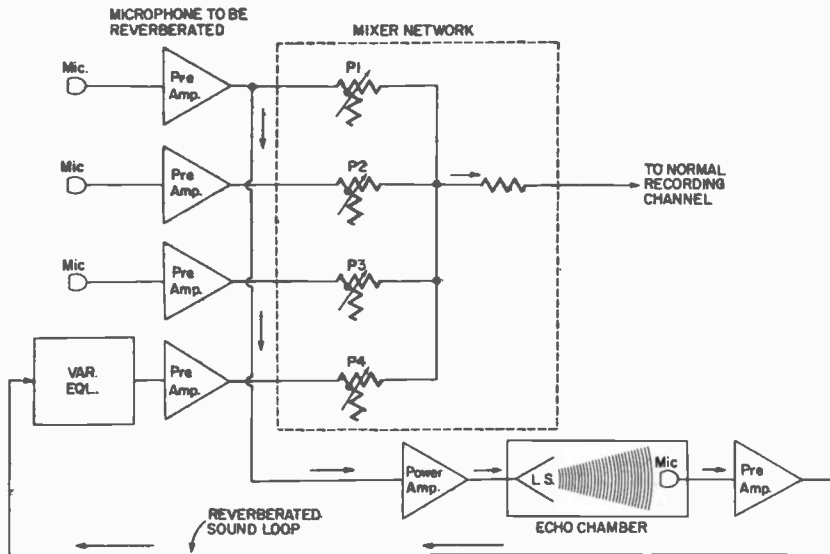 MICROPHONE TO BE
REVERBERATED
MIXER NETWORK
Mic.
Pre
Amp.
P1
Mic
Pre
Amp.
P2
TO NORMAL
RECORDING
CHANNEL
Mic
Pre
Amp.
P3
VAR.
EQL.
Pre
Amp.
P4
Power
Amp.
L.S.
Mic
Pre
Amp.
ECHO CHAMBER
REVERBERATED
SOUND LOOP